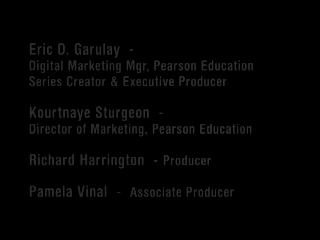 Eric D. Garulay -
Digital Marketing Mgr, Pearson Education
Series Creator & Executive Producer
Kourtnaye Sturgeon -
Director of Marketing, Pearson Education
Richard Harrington - Producer
Pamela Vinal - Associate Producer